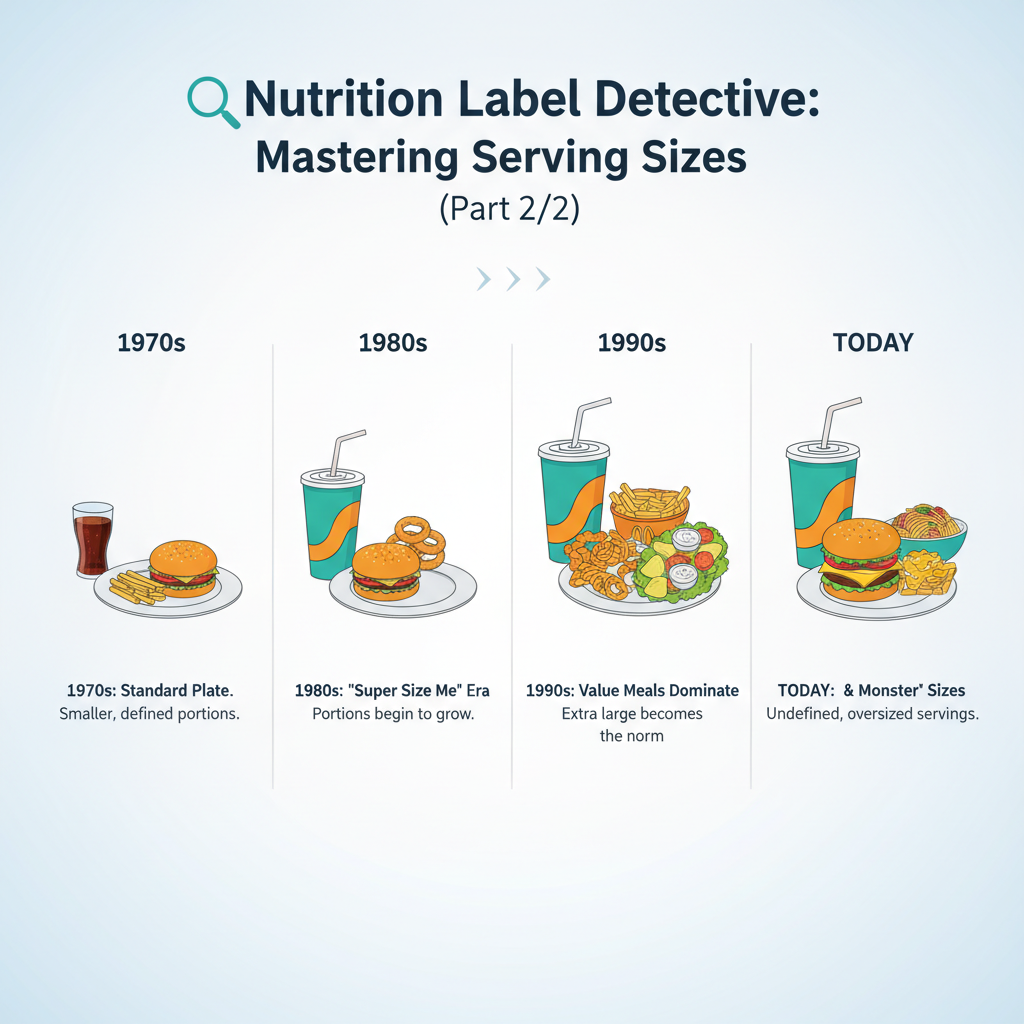 Nutrition Label Detective:
Mastering Serving Sizes
(Part 2/2)
1970s
1980s
1990s
TODAY
1970s: Standard Plate.
Smaller, defined portions.
1980s: "Super Size Me" Era
Portions begin to grow.
1990s: Value Meals Dominate
Extra large becomes
the norm
TODAY: & Monster" Sizes
Undefined, oversized servings.